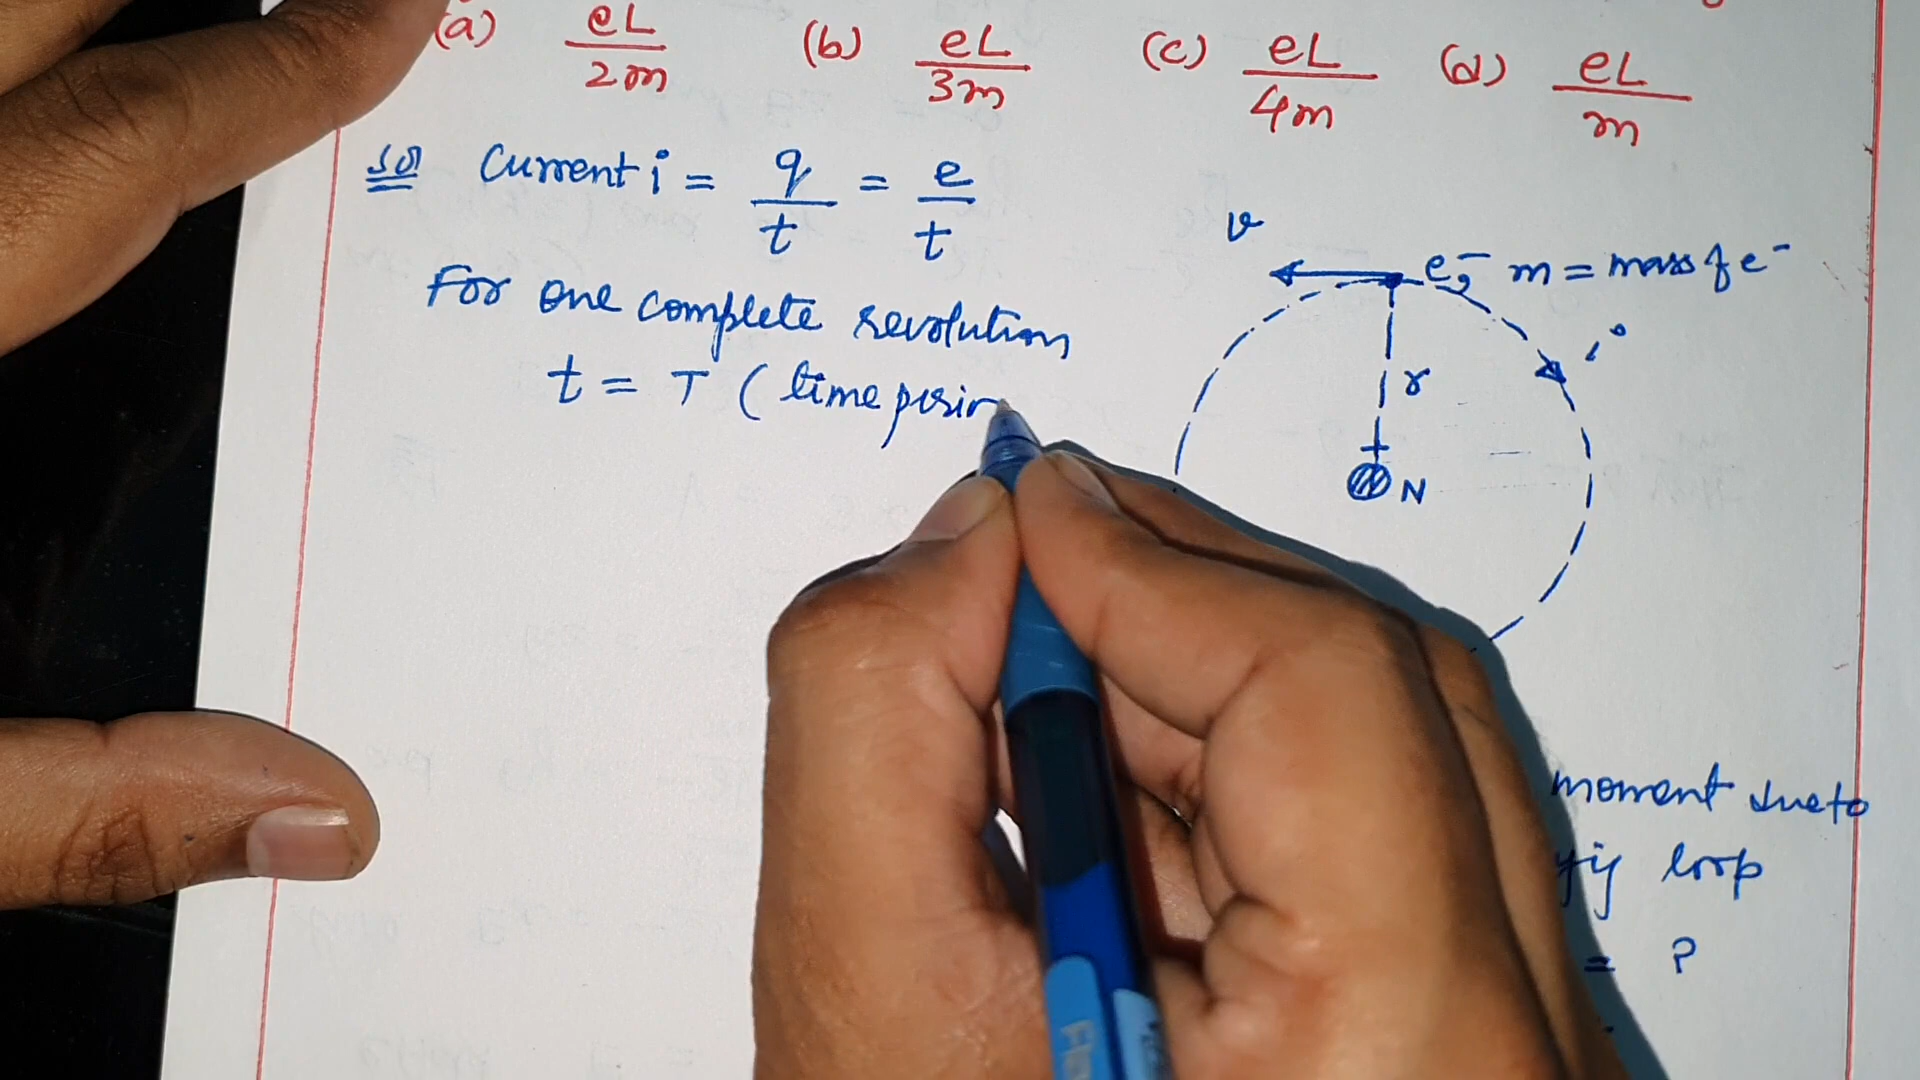 (a) eL/2m (b) eL/3m (c) eL/4m (d) eL/m
Sol Current i = q/t = e/t
For one complete revolution
t = T ( time perio
v
e⁻, m = mass of e⁻
i
r
+
N
moment due to
loop
= ?